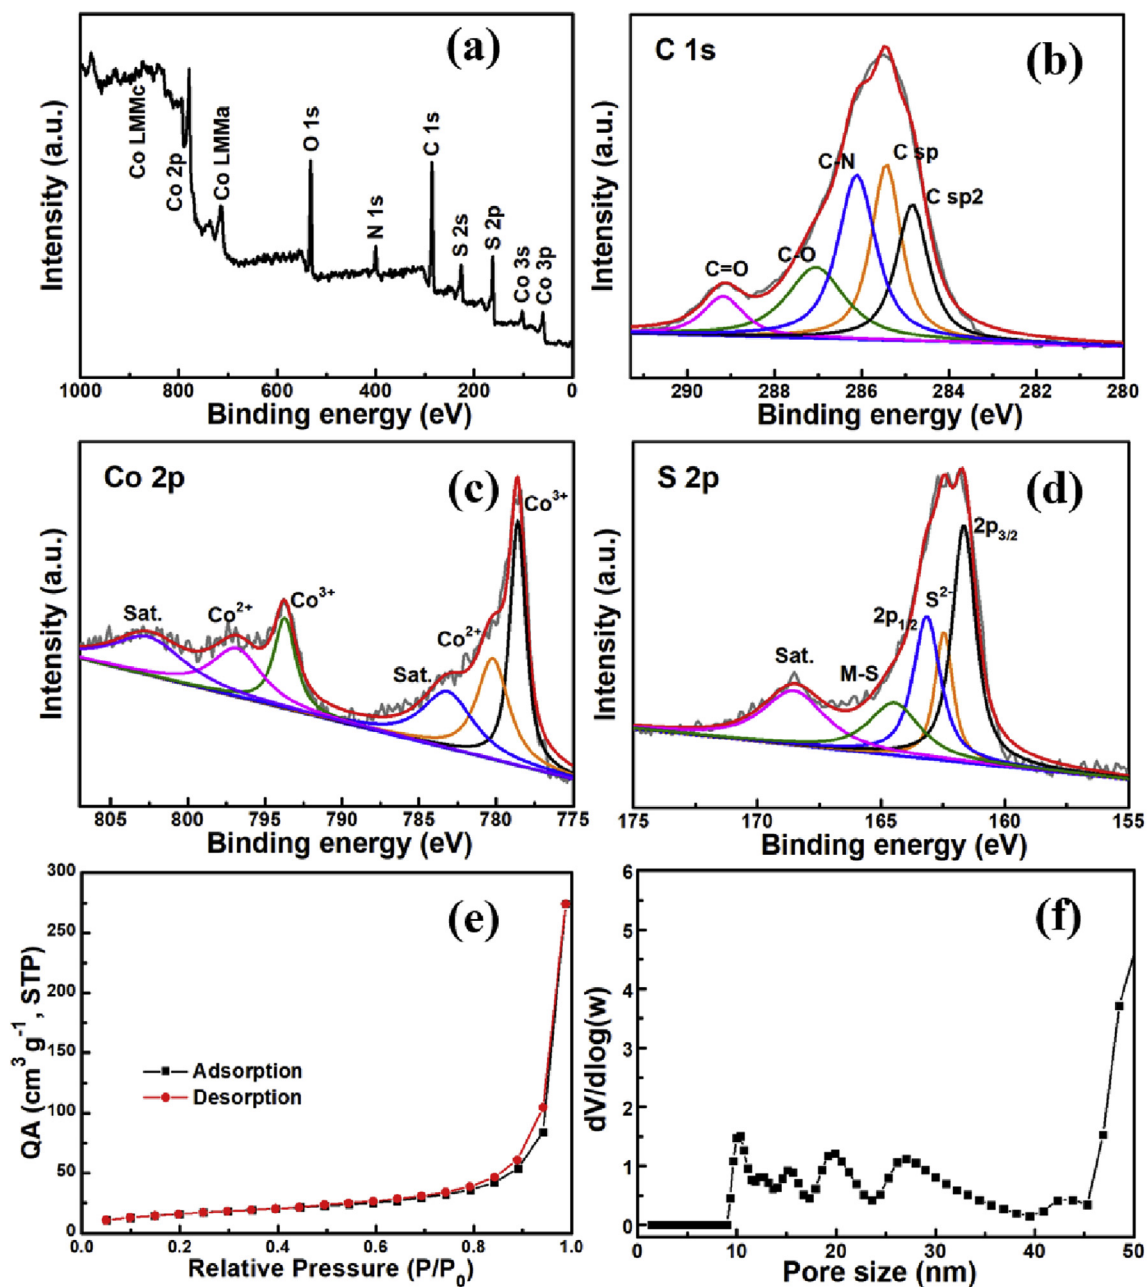 (a)
Intensity (a.u.)
Co LMMc
Co 2p
Co LMMa
O 1s
N 1s
C 1s
S 2s
S 2p
Co 3s
Co 3p
1000 800 600 400 200 0
Binding energy (eV)
C 1s
(b)
Intensity (a.u.)
C=O
C-O
C-N
C sp
C sp2
290 288 286 284 282 280
Binding energy (eV)
Co 2p
(c)
Intensity (a.u.)
Sat.
Co2+
Co3+
Sat.
Co2+
Co3+
805 800 795 790 785 780 775
Binding energy (eV)
S 2p
(d)
Intensity (a.u.)
Sat.
M-S
2p1/2
S2-
2p3/2
175 170 165 160 155
Binding energy (eV)
(e)
QA (cm3 g-1, STP)
300
250
200
150
100
50
0
Adsorption
Desorption
0.0 0.2 0.4 0.6 0.8 1.0
Relative Pressure (P/P0)
(f)
dV/dlog(w)
6
5
4
3
2
1
0
0 10 20 30 40 50
Pore size (nm)